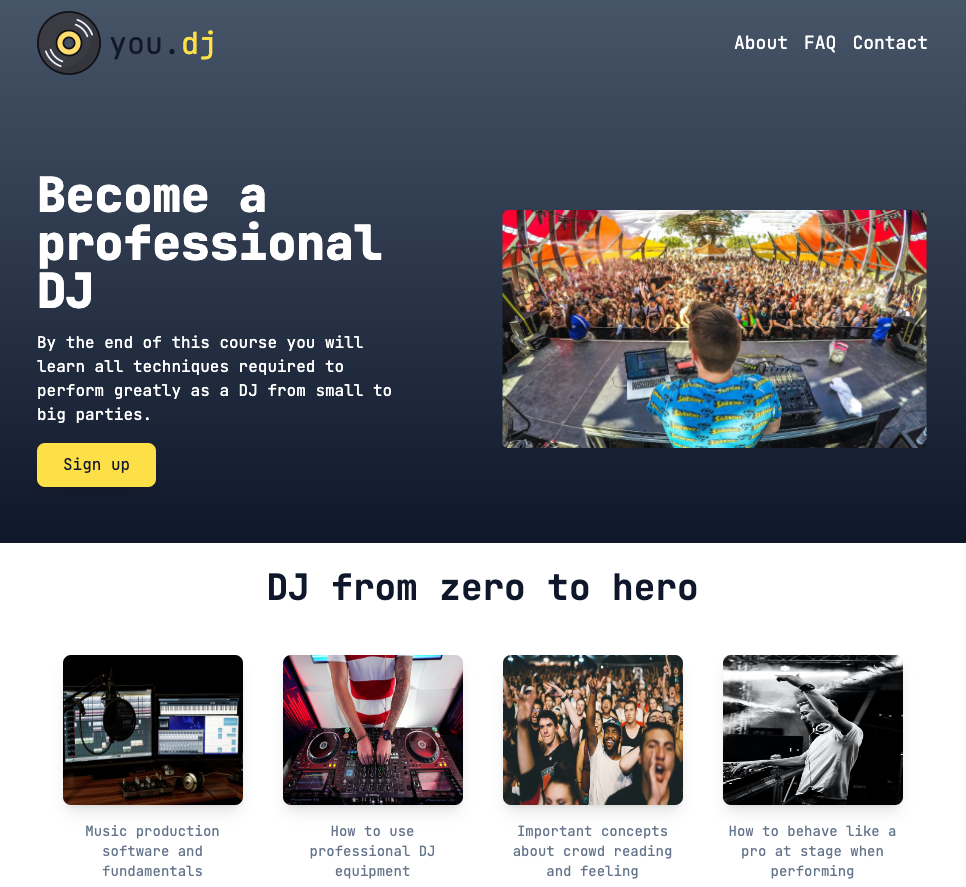 you.dj
About FAQ Contact
Become a
professional
DJ
By the end of this course you will
learn all techniques required to
perform greatly as a DJ from small to
big parties.
Sign up
DJ from zero to hero
Music production
software and
fundamentals
How to use
professional DJ
equipment
Important concepts
about crowd reading
and feeling
How to behave like a
pro at stage when
performing